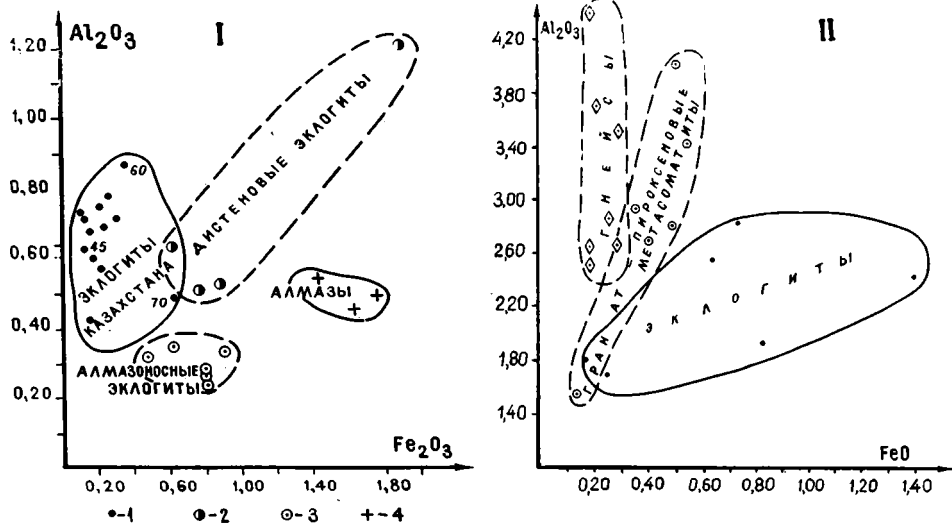 Al₂O₃ I
1,20
1,00
0,80
0,60
0,40
0,20
60
45
70
ЭКЛОГИТЫ
КАЗАХСТАНА
ДИСТЕНОВЫЕ ЭКЛОГИТЫ
АЛМАЗЫ
АЛМАЗОНОСНЫЕ
ЭКЛОГИТЫ
Fe₂O₃
0,20 0,60 1,00 1,40 1,80
-1 -2 -3 -4
Al₂O₃ II
4,20
3,80
3,40
3,00
2,60
2,20
1,80
1,40
ГНЕЙСЫ
ГРАНАТ ПИРОКСЕНОВЫЕ
МЕТАСОМАТИТЫ
ЭКЛОГИТЫ
FeO
0,20 0,40 0,60 0,80 1,00 1,20 1,40